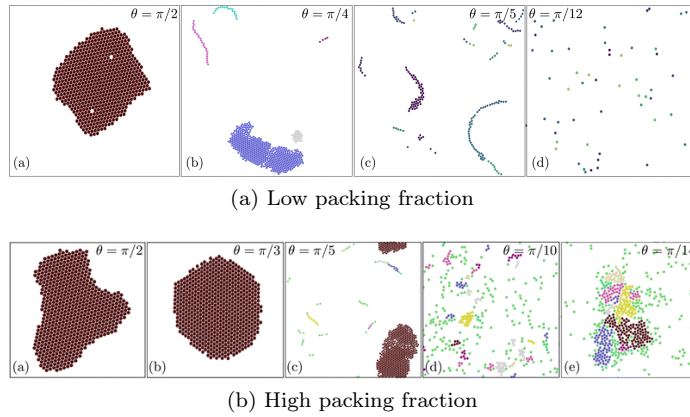 θ = π/2
θ = π/4
θ = π/5
θ = π/12
(a)
(b)
(c)
(d)
(a) Low packing fraction
θ = π/2
θ = π/3
θ = π/5
θ = π/10
(a)
(b)
(c)
(d)
(e)
(b) High packing fraction